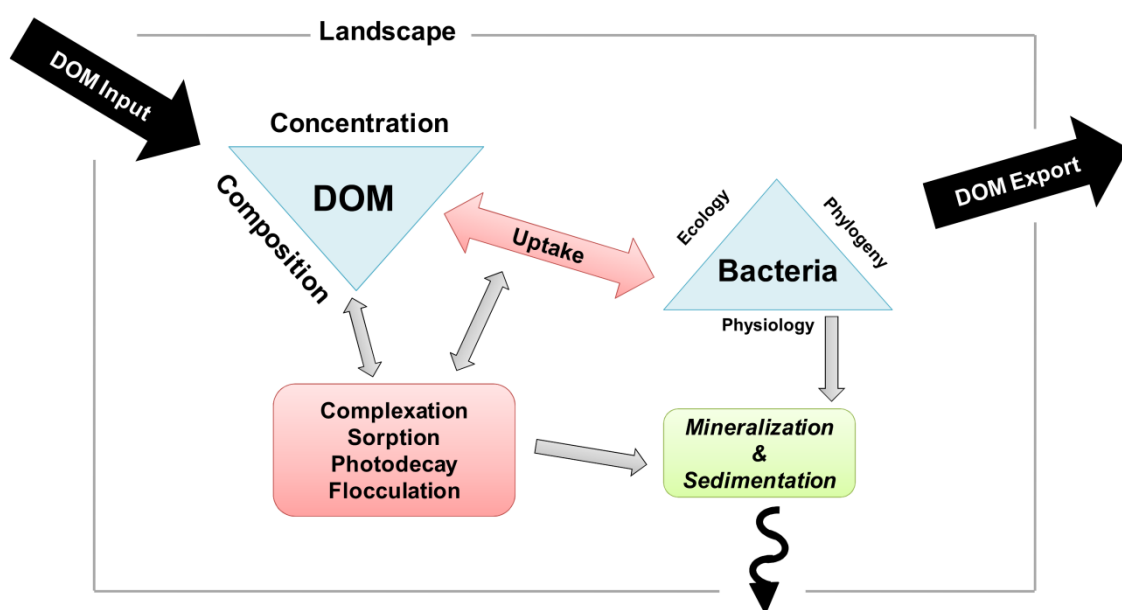 Landscape
DOM Input
Concentration
DOM
Composition
Uptake
Ecology
Phylogeny
Bacteria
Physiology
DOM Export
Complexation
Sorption
Photodecay
Flocculation
Mineralization
&
Sedimentation